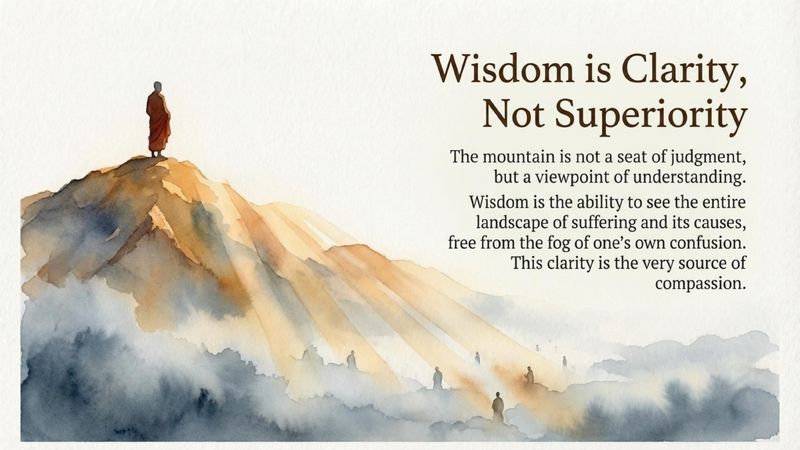 Wisdom is Clarity,
Not Superiority
The mountain is not a seat of judgment,
but a viewpoint of understanding.
Wisdom is the ability to see the entire
landscape of suffering and its causes,
free from the fog of one’s own confusion.
This clarity is the very source of
compassion.